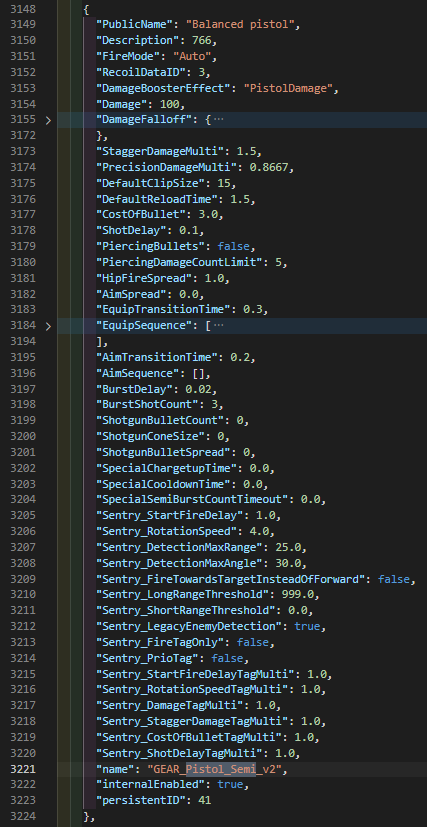 3148 {
3149 "PublicName": "Balanced pistol",
3150 "Description": 766,
3151 "FireMode": "Auto",
3152 "RecoilDataID": 3,
3153 "DamageBoosterEffect": "PistolDamage",
3154 "Damage": 100,
3155 > "DamageFalloff": {···
3172 },
3173 "StaggerDamageMulti": 1.5,
3174 "PrecisionDamageMulti": 0.8667,
3175 "DefaultClipSize": 15,
3176 "DefaultReloadTime": 1.5,
3177 "CostOfBullet": 3.0,
3178 "ShotDelay": 0.1,
3179 "PiercingBullets": false,
3180 "PiercingDamageCountLimit": 5,
3181 "HipFireSpread": 1.0,
3182 "AimSpread": 0.0,
3183 "EquipTransitionTime": 0.3,
3184 > "EquipSequence": [···
3194 ],
3195 "AimTransitionTime": 0.2,
3196 "AimSequence": [],
3197 "BurstDelay": 0.02,
3198 "BurstShotCount": 3,
3199 "ShotgunBulletCount": 0,
3200 "ShotgunConeSize": 0,
3201 "ShotgunBulletSpread": 0,
3202 "SpecialChargetupTime": 0.0,
3203 "SpecialCooldownTime": 0.0,
3204 "SpecialSemiBurstCountTimeout": 0.0,
3205 "Sentry_StartFireDelay": 1.0,
3206 "Sentry_RotationSpeed": 4.0,
3207 "Sentry_DetectionMaxRange": 25.0,
3208 "Sentry_DetectionMaxAngle": 30.0,
3209 "Sentry_FireTowardsTargetInsteadOfForward": false,
3210 "Sentry_LongRangeThreshold": 999.0,
3211 "Sentry_ShortRangeThreshold": 0.0,
3212 "Sentry_LegacyEnemyDetection": true,
3213 "Sentry_FireTagOnly": false,
3214 "Sentry_PrioTag": false,
3215 "Sentry_StartFireDelayTagMulti": 1.0,
3216 "Sentry_RotationSpeedTagMulti": 1.0,
3217 "Sentry_DamageTagMulti": 1.0,
3218 "Sentry_StaggerDamageTagMulti": 1.0,
3219 "Sentry_CostOfBulletTagMulti": 1.0,
3220 "Sentry_ShotDelayTagMulti": 1.0,
3221 "name": "GEAR_Pistol_Semi_v2",
3222 "internalEnabled": true,
3223 "persistentID": 41
3224 },